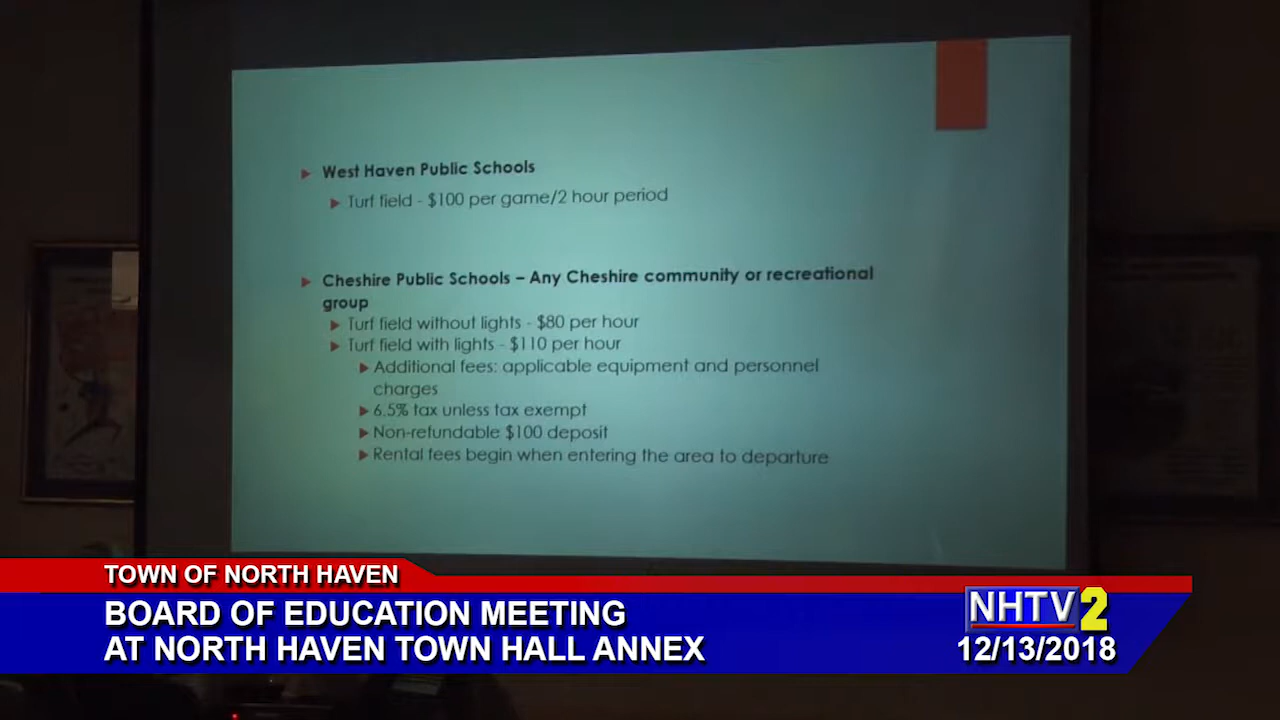 West Haven Public Schools
Turf field - $100 per game/2 hour period
Cheshire Public Schools – Any Cheshire community or recreational
group
Turf field without lights - $80 per hour
Turf field with lights - $110 per hour
Additional fees: applicable equipment and personnel
charges
6.5% tax unless tax exempt
Non-refundable $100 deposit
Rental fees begin when entering the area to departure
TOWN OF NORTH HAVEN
BOARD OF EDUCATION MEETING
AT NORTH HAVEN TOWN HALL ANNEX
NHTV2
12/13/2018